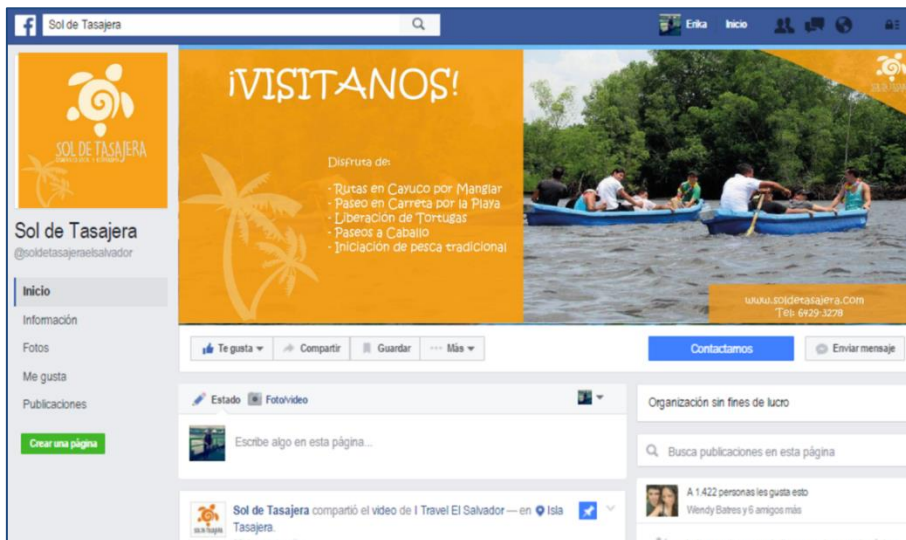 Sol de Tasajera
Erika Inicio
¡VISITANOS!
SOL DE TASAJERA
Disfruta de:
- Rutas en Cayuco por Manglar
- Paseo en Carreta por la Playa
- Liberación de Tortugas
- Paseos a Caballo
- Iniciación de pesca tradicional
www.soldetasajera.com
Tel: 6429-3278
Sol de Tasajera
@soldetasajeraelsalvador
Inicio
Información
Fotos
Me gusta
Publicaciones
Crear una página
Te gusta Compartir Guardar Más
Contactarnos Enviar mensaje
Estado Foto/video
Escribe algo en esta página...
Organización sin fines de lucro
Busca publicaciones en esta página
A 1.422 personas les gusta esto
Wendy Batres y 6 amigos más
Sol de Tasajera compartió el video de I Travel El Salvador — en Isla
Tasajera.